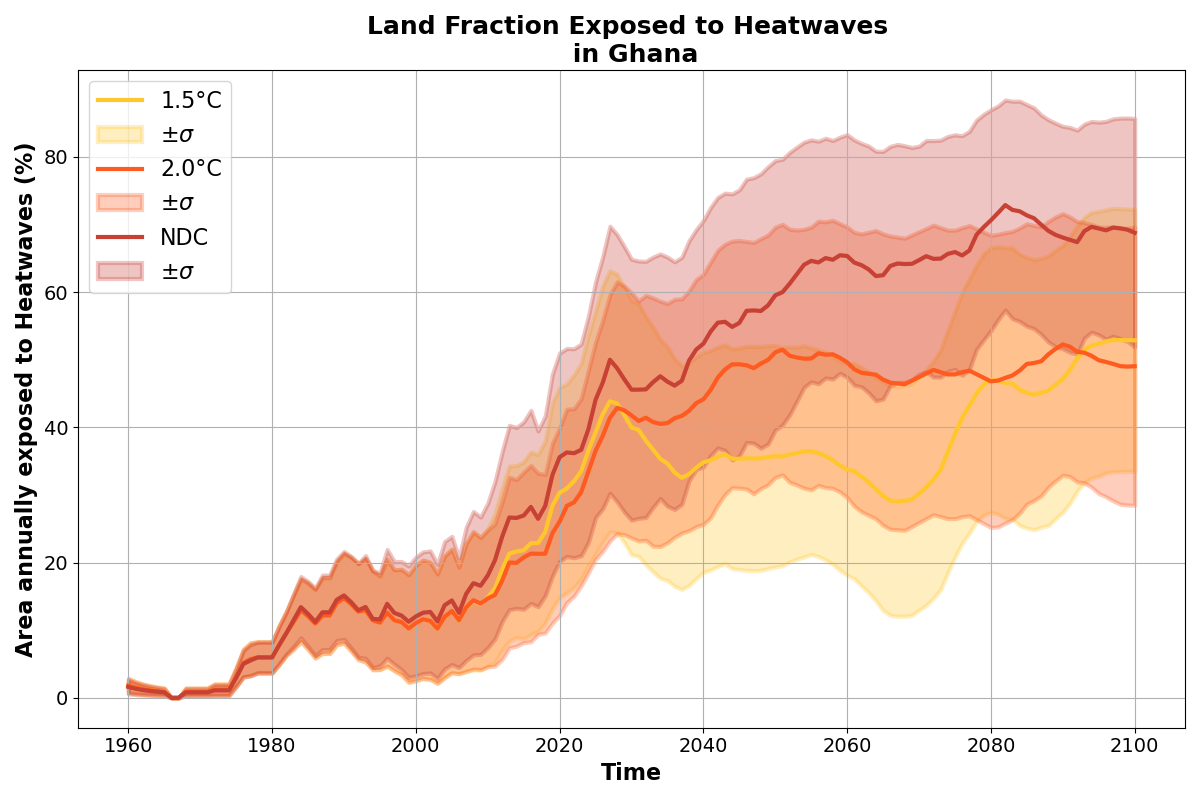 Land Fraction Exposed to Heatwaves
in Ghana
1.5°C
±σ
2.0°C
±σ
NDC
±σ
Area annually exposed to Heatwaves (%)
80
60
40
20
0
1960 1980 2000 2020 2040 2060 2080 2100
Time